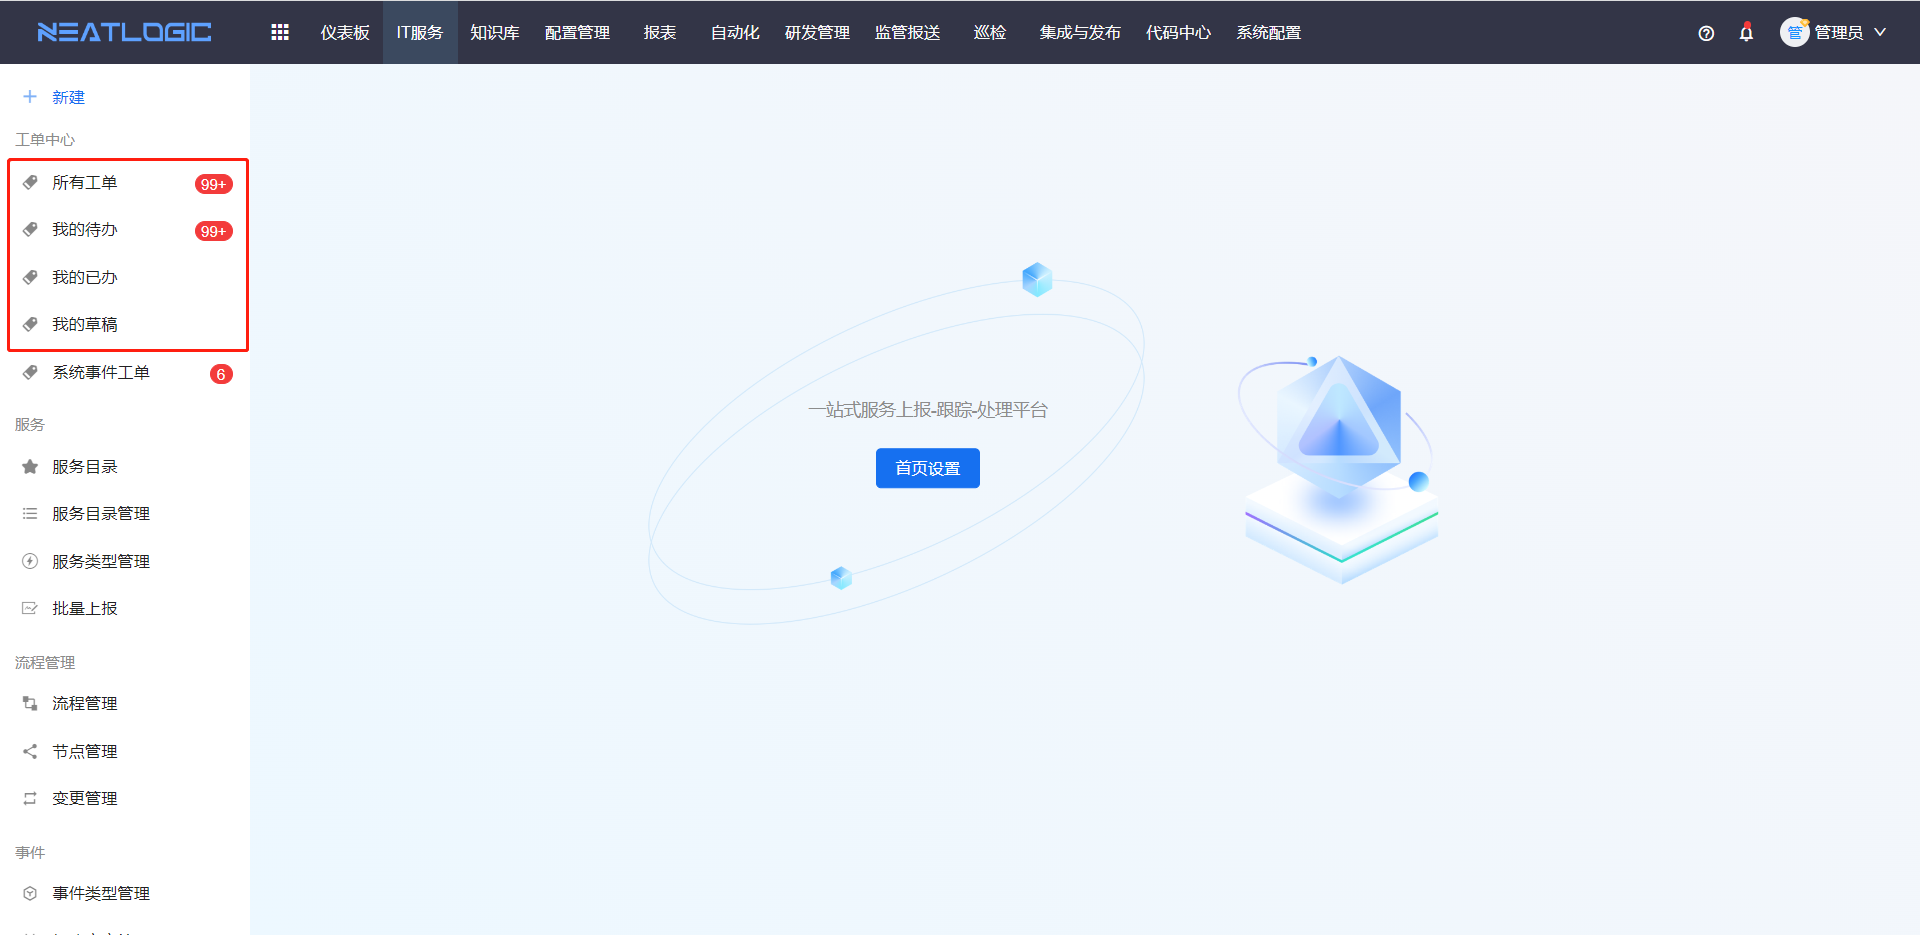 NEATLOGIC
仪表板 IT服务 知识库 配置管理 报表 自动化 研发管理 监管报送 巡检 集成与发布 代码中心 系统配置
管 管理员
新建
工单中心
所有工单 99+
我的待办 99+
我的已办
我的草稿
系统事件工单 6
服务
服务目录
服务目录管理
服务类型管理
批量上报
流程管理
流程管理
节点管理
变更管理
事件
事件类型管理
一站式服务上报-跟踪-处理平台
首页设置